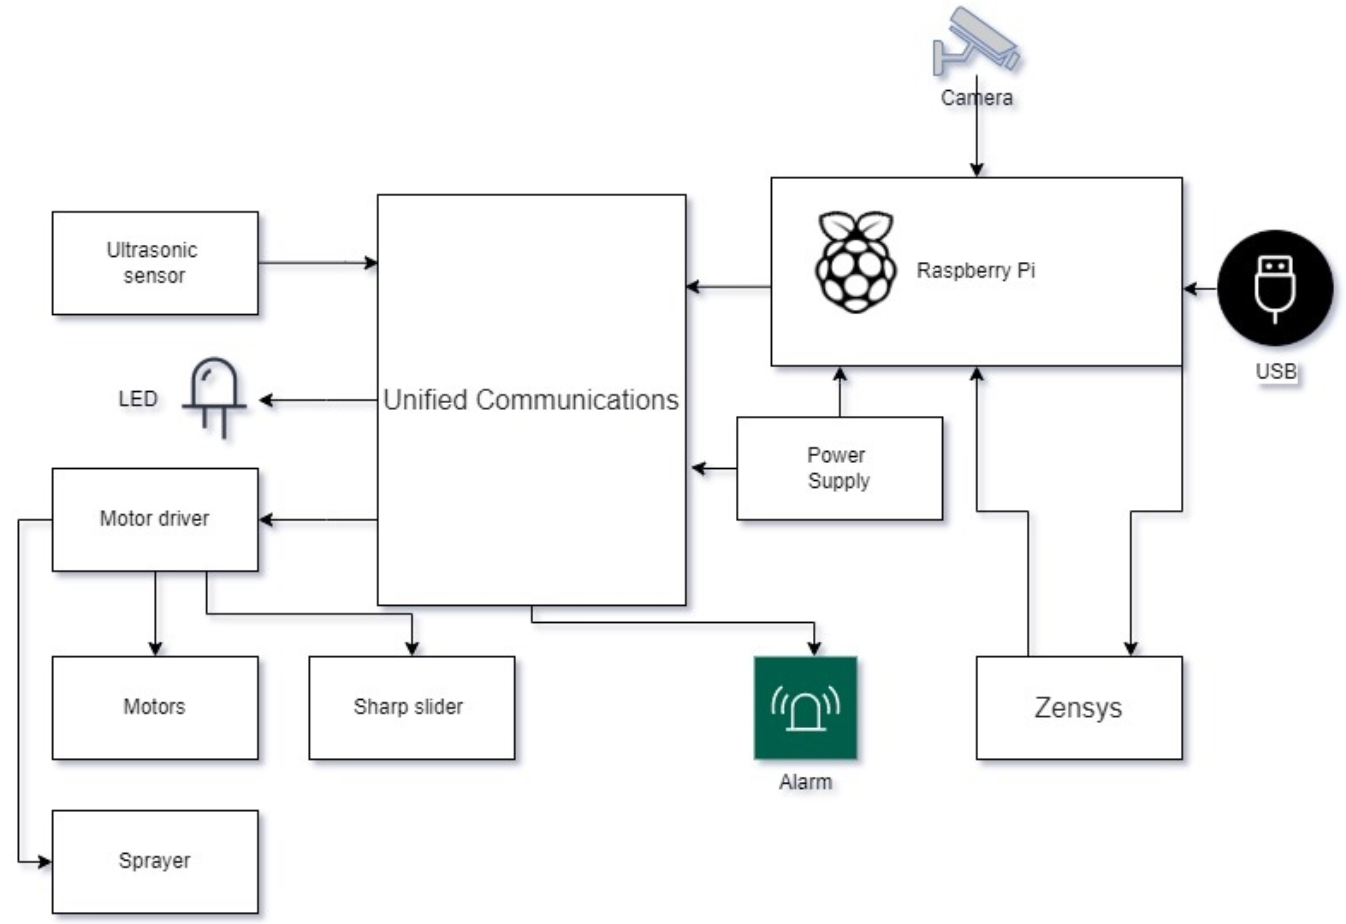 Camera
Ultrasonic
sensor
Raspberry Pi
USB
LED
Unified Communications
Power
Supply
Motor driver
Motors
Sharp slider
Zensys
Alarm
Sprayer